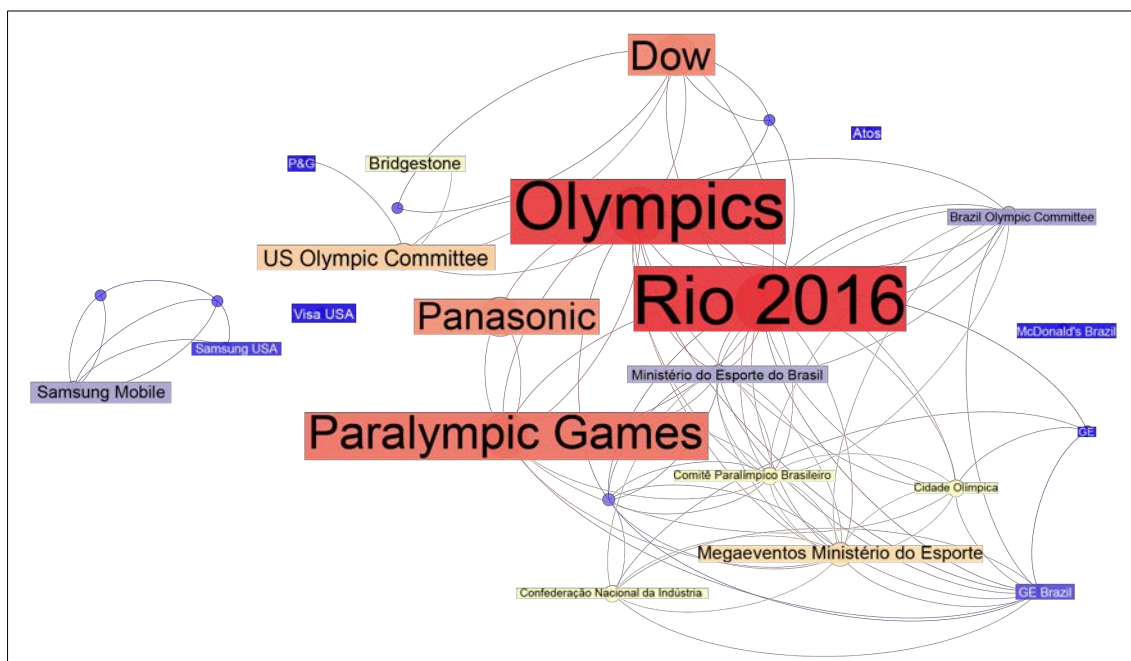 Dow
Atos
P&G
Bridgestone
Olympics
Brazil Olympic Committee
US Olympic Committee
Rio 2016
Panasonic
Visa USA
McDonald's Brazil
Samsung USA
Ministério do Esporte do Brasil
Samsung Mobile
Paralympic Games
GE
Comitê Paralímpico Brasileiro
Cidade Olímpica
Megaeventos Ministério do Esporte
Confederação Nacional da Indústria
GE Brazil